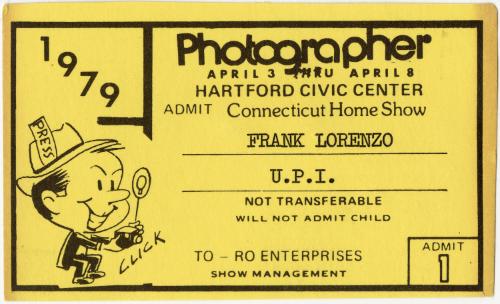 1979
Photographer
APRIL 3 THRU APRIL 8
HARTFORD CIVIC CENTER
ADMIT Connecticut Home Show
FRANK LORENZO
U.P.I.
NOT TRANSFERABLE
WILL NOT ADMIT CHILD
PRESS
CLICK
TO - RO ENTERPRISES
SHOW MANAGEMENT
ADMIT
1